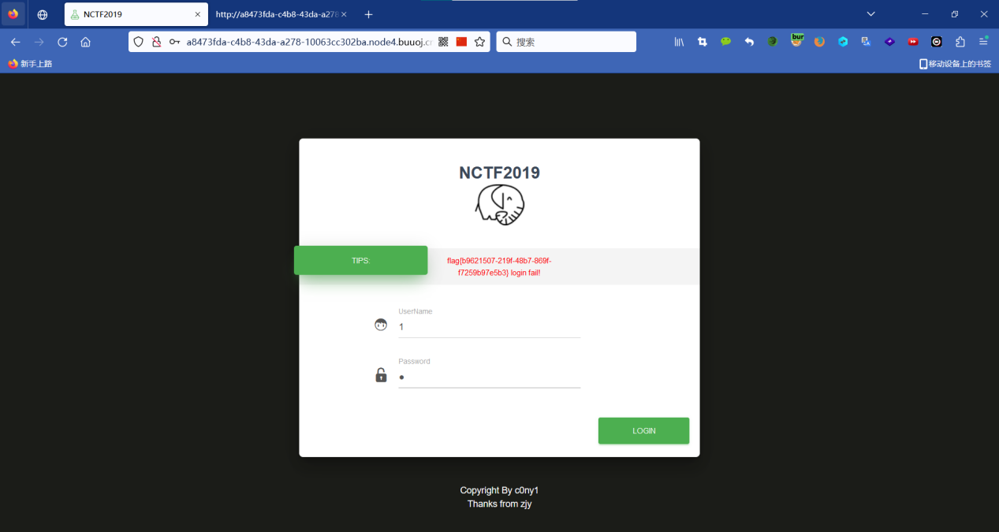 NCTF2019
http://a8473fda-c4b8-43da-a278
a8473fda-c4b8-43da-a278-10063cc302ba.node4.buuoj.c
搜索
bur
新手上路
移动设备上的书签
NCTF2019
TIPS:
flag{b9621507-219f-48b7-869f-
f7259b97e5b3} login fail!
UserName
1
Password
LOGIN
Copyright By c0ny1
Thanks from zjy